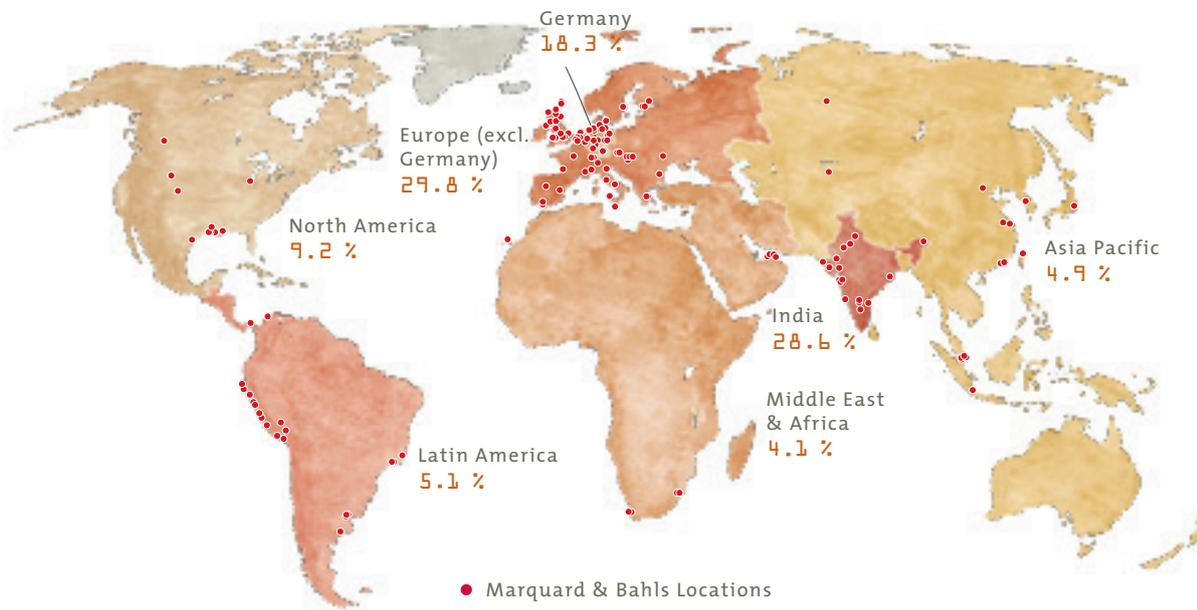 Germany
18.3 %
Europe (excl.
Germany)
29.8 %
North America
9.2 %
Asia Pacific
4.9 %
India
28.6 %
Middle East
& Africa
4.1 %
Latin America
5.1 %
Marquard & Bahls Locations